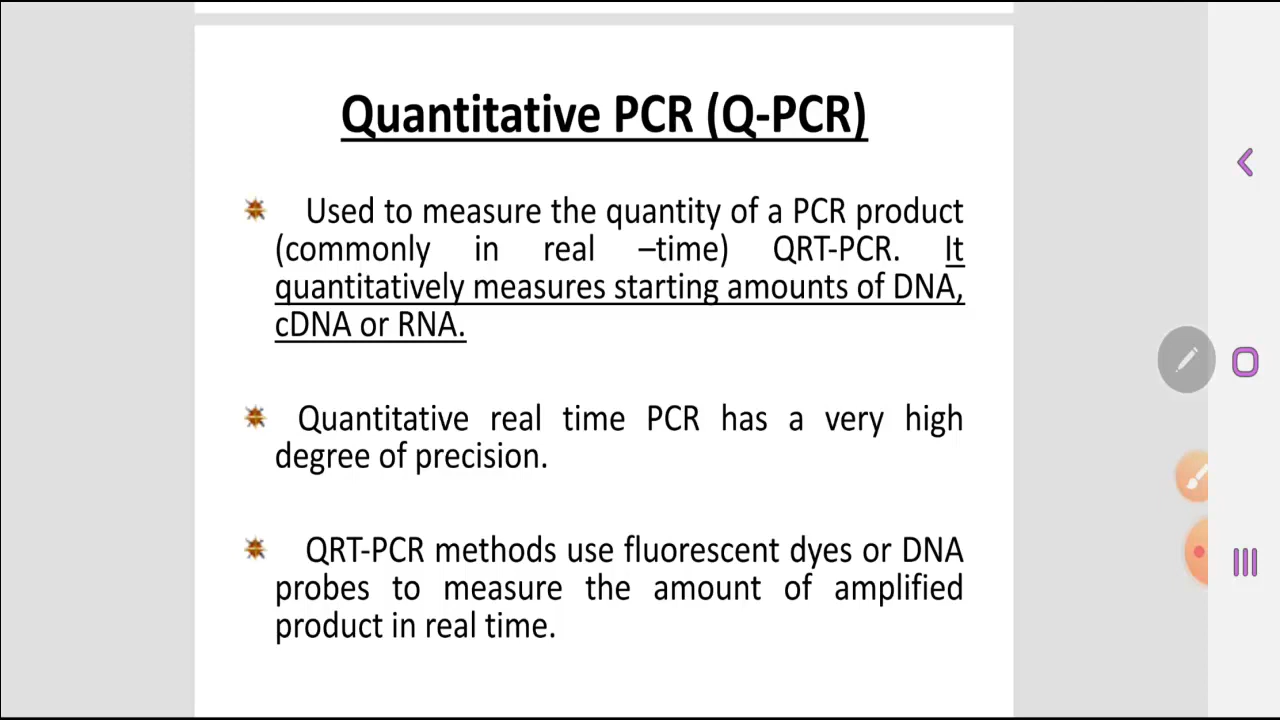 Quantitative PCR (Q-PCR)
Used to measure the quantity of a PCR product
(commonly in real –time) QRT-PCR. It
quantitatively measures starting amounts of DNA,
cDNA or RNA.
Quantitative real time PCR has a very high
degree of precision.
QRT-PCR methods use fluorescent dyes or DNA
probes to measure the amount of amplified
product in real time.